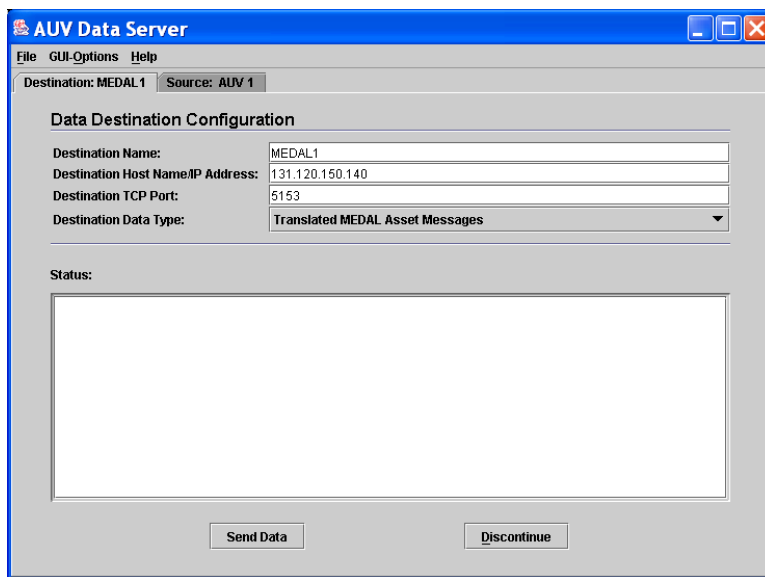 AUV Data Server
File GUI-Options Help
Destination: MEDAL1 Source: AUV 1
Data Destination Configuration
Destination Name: MEDAL1
Destination Host Name/IP Address: 131.120.150.140
Destination TCP Port: 5153
Destination Data Type: Translated MEDAL Asset Messages
Status:
Send Data Discontinue